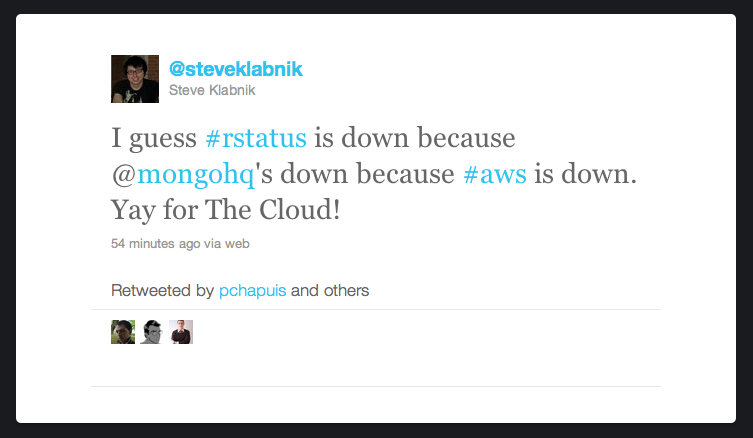 @steveklabnik
Steve Klabnik
I guess #rstatus is down because
@mongohq's down because #aws is down.
Yay for The Cloud!
54 minutes ago via web
Retweeted by pchapuis and others